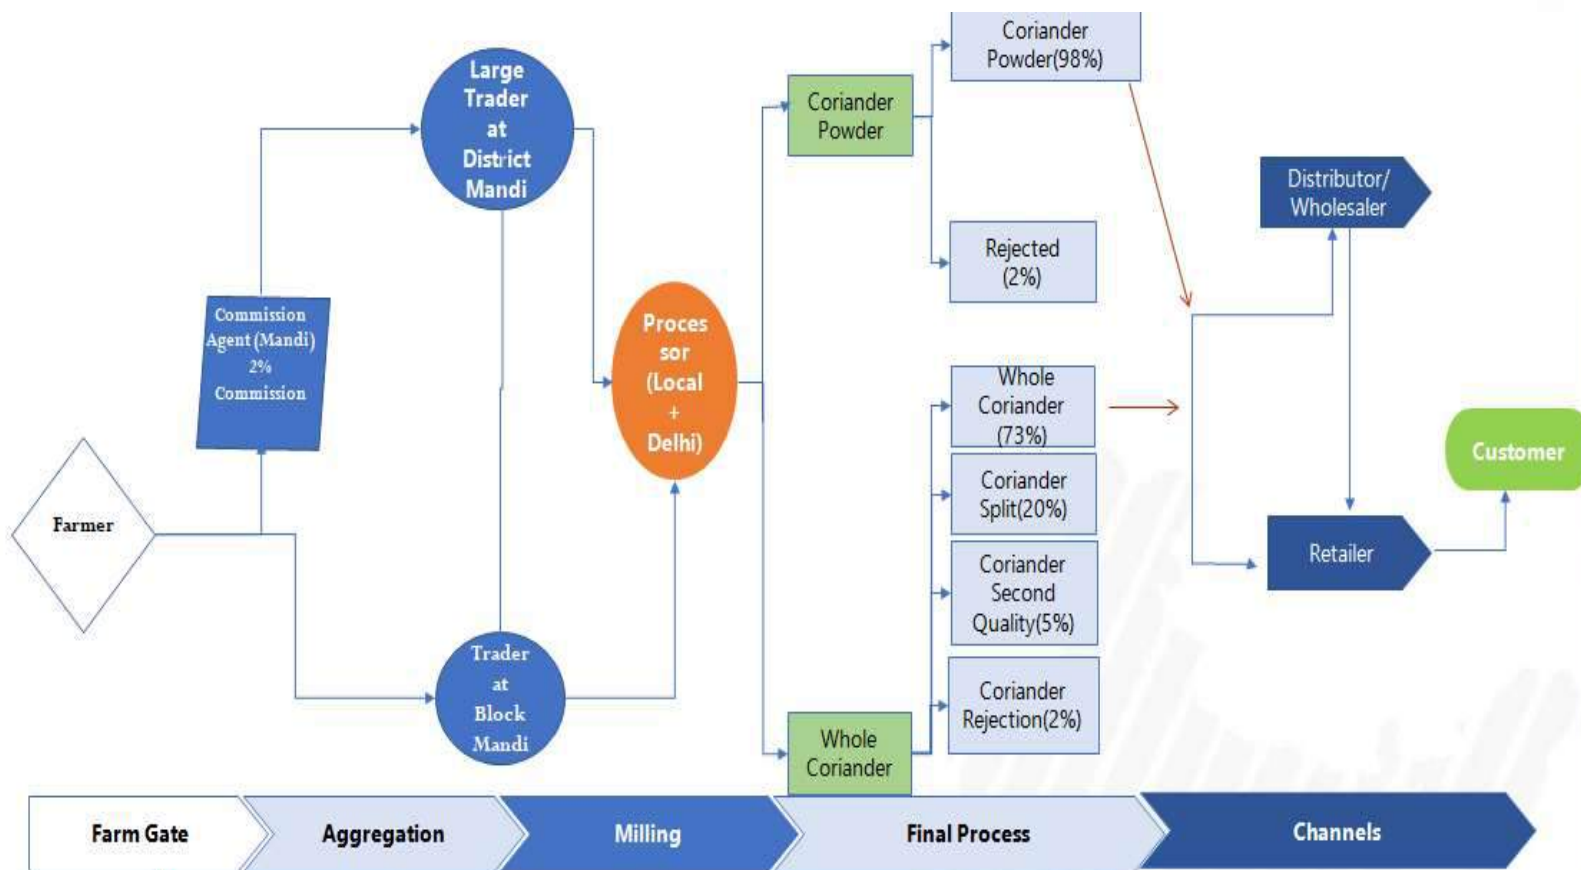 Coriander
Powder(98%)
Large
Trader
at
District
Mandi
Coriander
Powder
Distributor/
Wholesaler
Rejected
(2%)
Commission
Agent (Mandi)
2%
Commission
Proces
sor
(Local
+
Delhi)
Whole
Coriander
(73%)
Customer
Coriander
Split(20%)
Farmer
Retailer
Coriander
Second
Quality(5%)
Trader
at
Block
Mandi
Coriander
Rejection(2%)
Whole
Coriander
Farm Gate
Aggregation
Milling
Final Process
Channels